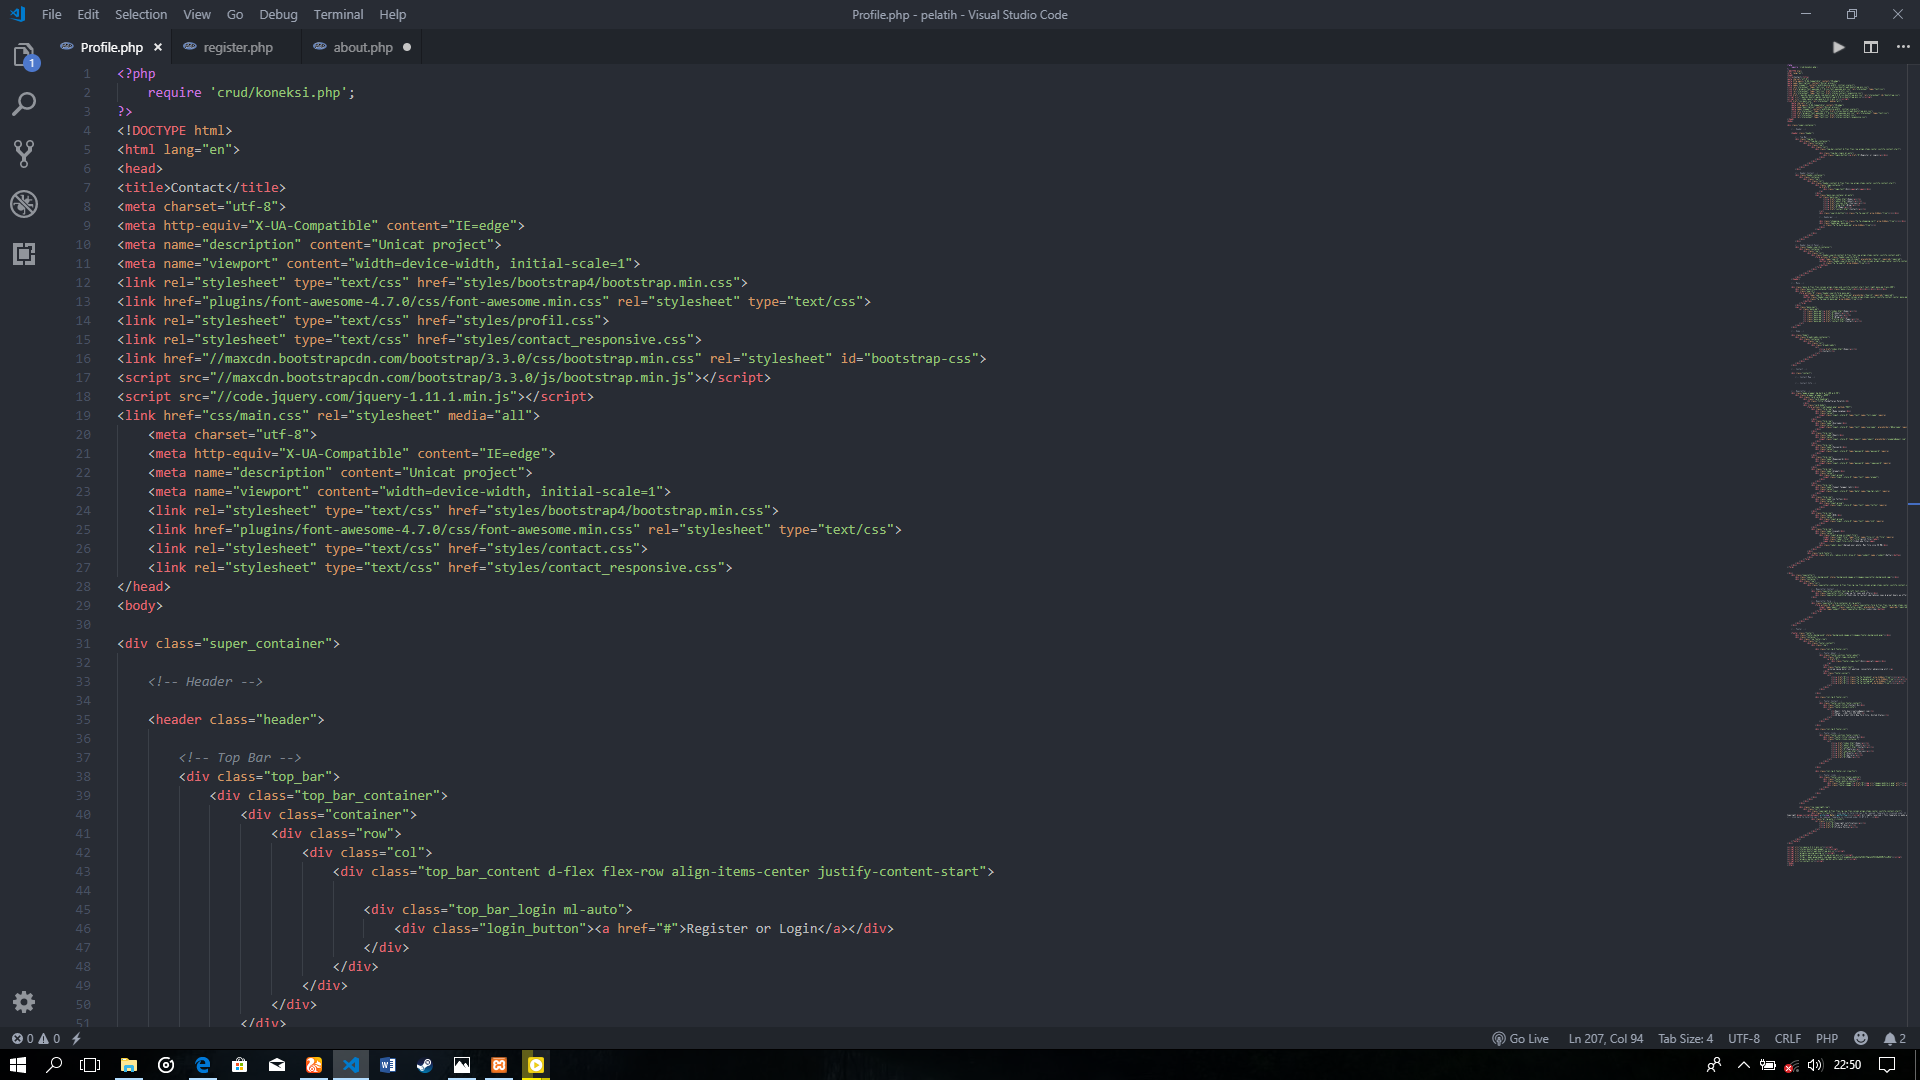 File Edit Selection View Go Debug Terminal Help
Profile.php - pelatih - Visual Studio Code
Profile.php × register.php about.php
1
1 <?php
2 require 'crud/koneksi.php';
3 ?>
4 <!DOCTYPE html>
5 <html lang="en">
6 <head>
7 <title>Contact</title>
8 <meta charset="utf-8">
9 <meta http-equiv="X-UA-Compatible" content="IE=edge">
10 <meta name="description" content="Unicat project">
11 <meta name="viewport" content="width=device-width, initial-scale=1">
12 <link rel="stylesheet" type="text/css" href="styles/bootstrap4/bootstrap.min.css">
13 <link href="plugins/font-awesome-4.7.0/css/font-awesome.min.css" rel="stylesheet" type="text/css">
14 <link rel="stylesheet" type="text/css" href="styles/profil.css">
15 <link rel="stylesheet" type="text/css" href="styles/contact_responsive.css">
16 <link href="//maxcdn.bootstrapcdn.com/bootstrap/3.3.0/css/bootstrap.min.css" rel="stylesheet" id="bootstrap-css">
17 <script src="//maxcdn.bootstrapcdn.com/bootstrap/3.3.0/js/bootstrap.min.js"></script>
18 <script src="//code.jquery.com/jquery-1.11.1.min.js"></script>
19 <link href="css/main.css" rel="stylesheet" media="all">
20 <meta charset="utf-8">
21 <meta http-equiv="X-UA-Compatible" content="IE=edge">
22 <meta name="description" content="Unicat project">
23 <meta name="viewport" content="width=device-width, initial-scale=1">
24 <link rel="stylesheet" type="text/css" href="styles/bootstrap4/bootstrap.min.css">
25 <link href="plugins/font-awesome-4.7.0/css/font-awesome.min.css" rel="stylesheet" type="text/css">
26 <link rel="stylesheet" type="text/css" href="styles/contact.css">
27 <link rel="stylesheet" type="text/css" href="styles/contact_responsive.css">
28 </head>
29 <body>
30
31 <div class="super_container">
32
33 <!-- Header -->
34
35 <header class="header">
36
37 <!-- Top Bar -->
38 <div class="top_bar">
39 <div class="top_bar_container">
40 <div class="container">
41 <div class="row">
42 <div class="col">
43 <div class="top_bar_content d-flex flex-row align-items-center justify-content-start">
44
45 <div class="top_bar_login ml-auto">
46 <div class="login_button"><a href="#">Register or Login</a></div>
47 </div>
48 </div>
49 </div>
50 </div>
51 </div>
0 0 Go Live Ln 207, Col 94 Tab Size: 4 UTF-8 CRLF PHP 2
22:50